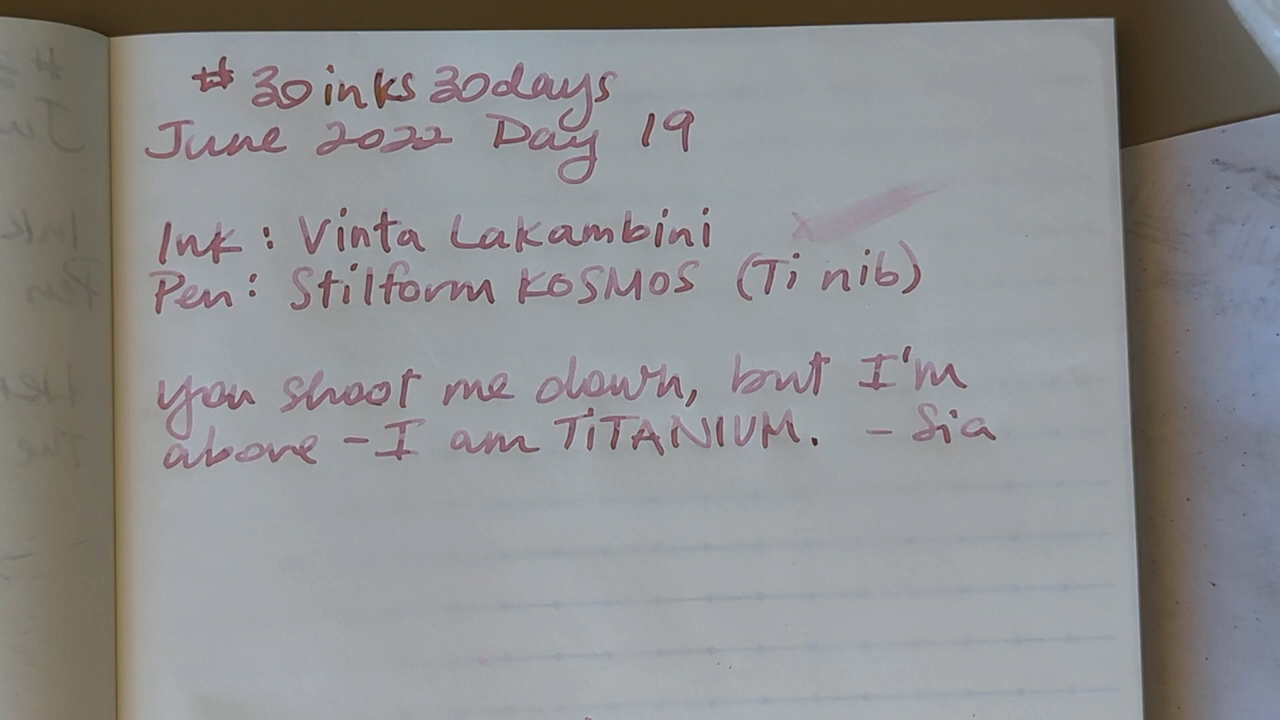 #30inks30days
June 2022 Day 19
Ink: Vinta Lakambini
Pen: Stilform KOSMOS (Ti nib)
You shoot me down, but I'm
above - I am TiTANIUM. - Sia